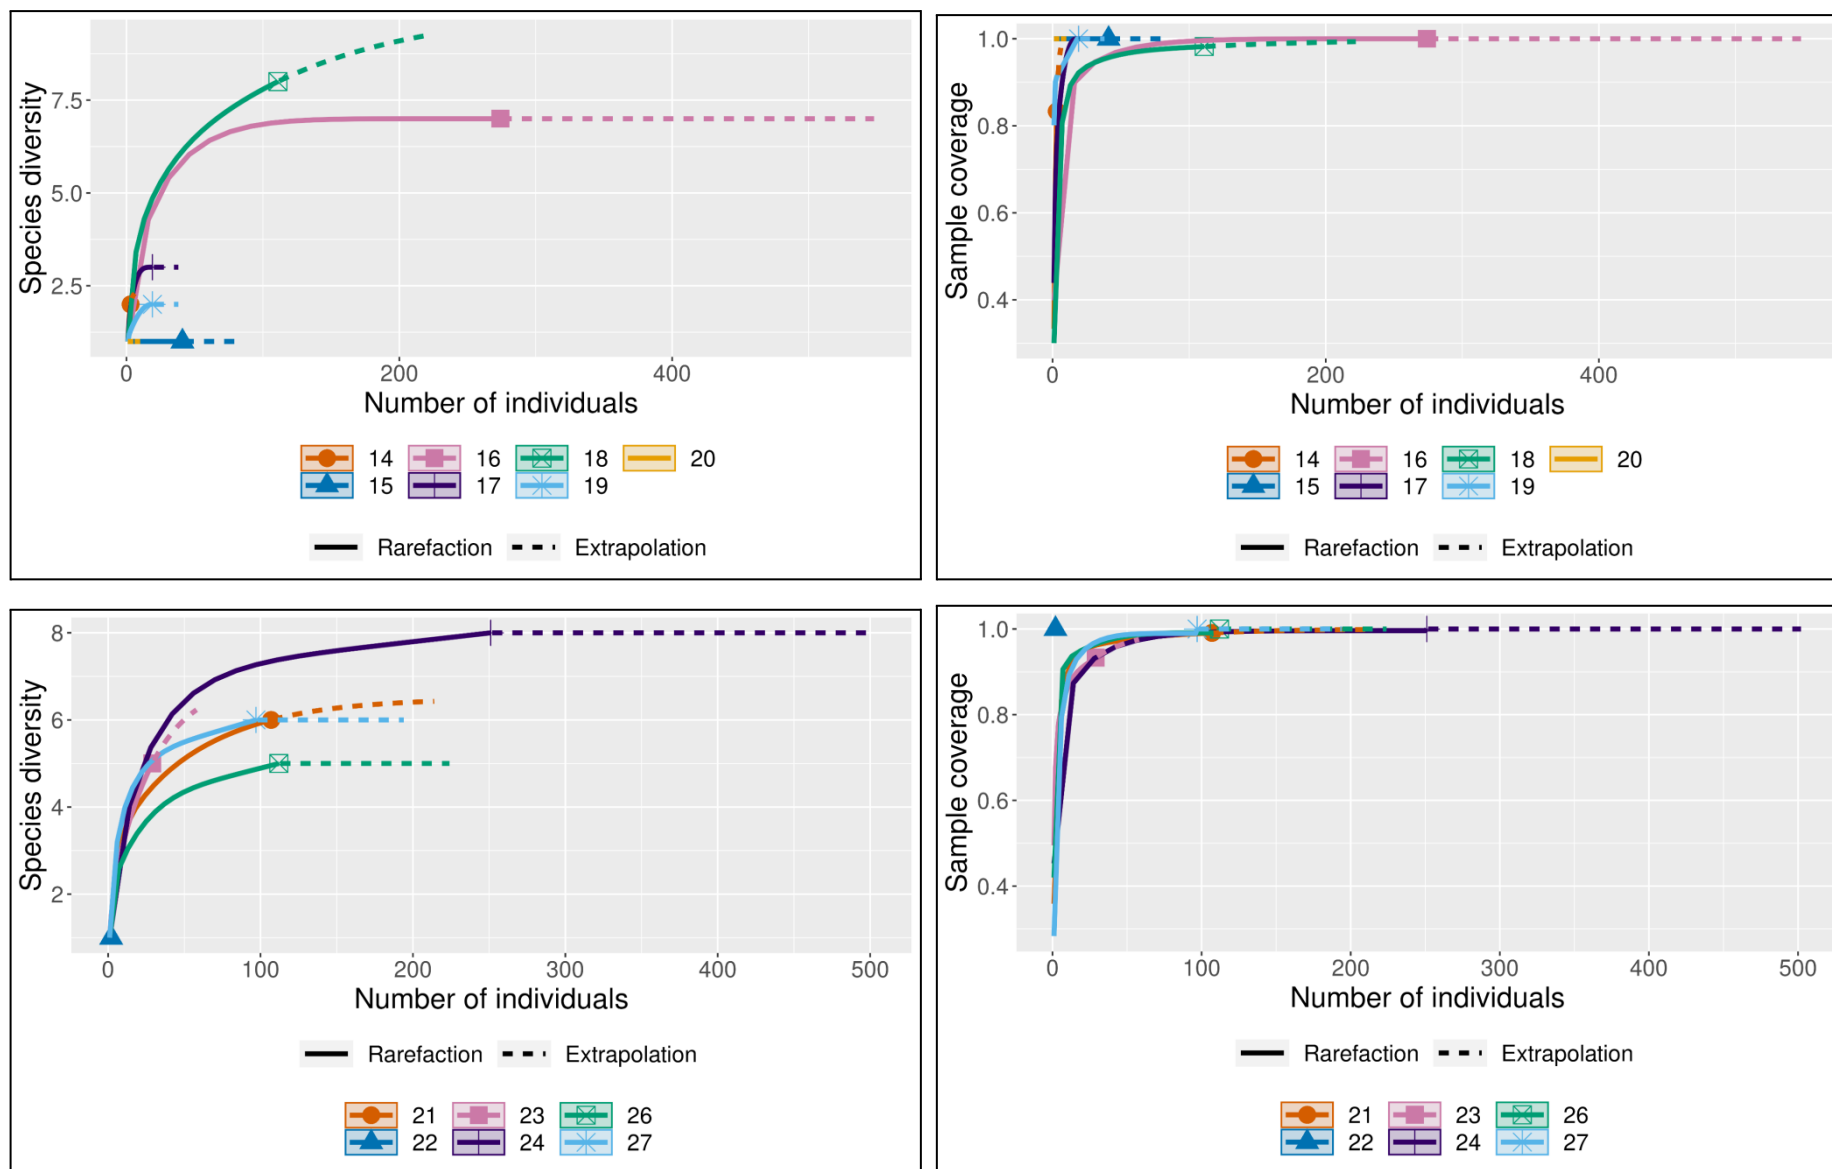 Species diversity
7.5
5.0
2.5
0 200 400
Number of individuals
14 16 18 20
15 17 19
Rarefaction Extrapolation
Sample coverage
1.0
0.8
0.6
0.4
0 200 400
Number of individuals
14 16 18 20
15 17 19
Rarefaction Extrapolation
Species diversity
8
6
4
2
0 100 200 300 400 500
Number of individuals
Rarefaction Extrapolation
21 23 26
22 24 27
Sample coverage
1.0
0.8
0.6
0.4
0 100 200 300 400 500
Number of individuals
Rarefaction Extrapolation
21 23 26
22 24 27